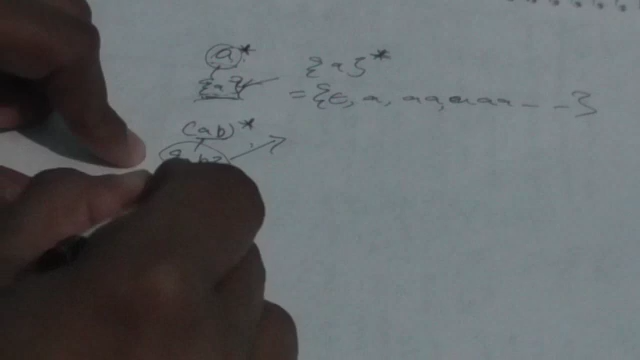 a*
{a} {a}*
= {ε, a, aa, aaa - - -}
(ab)*